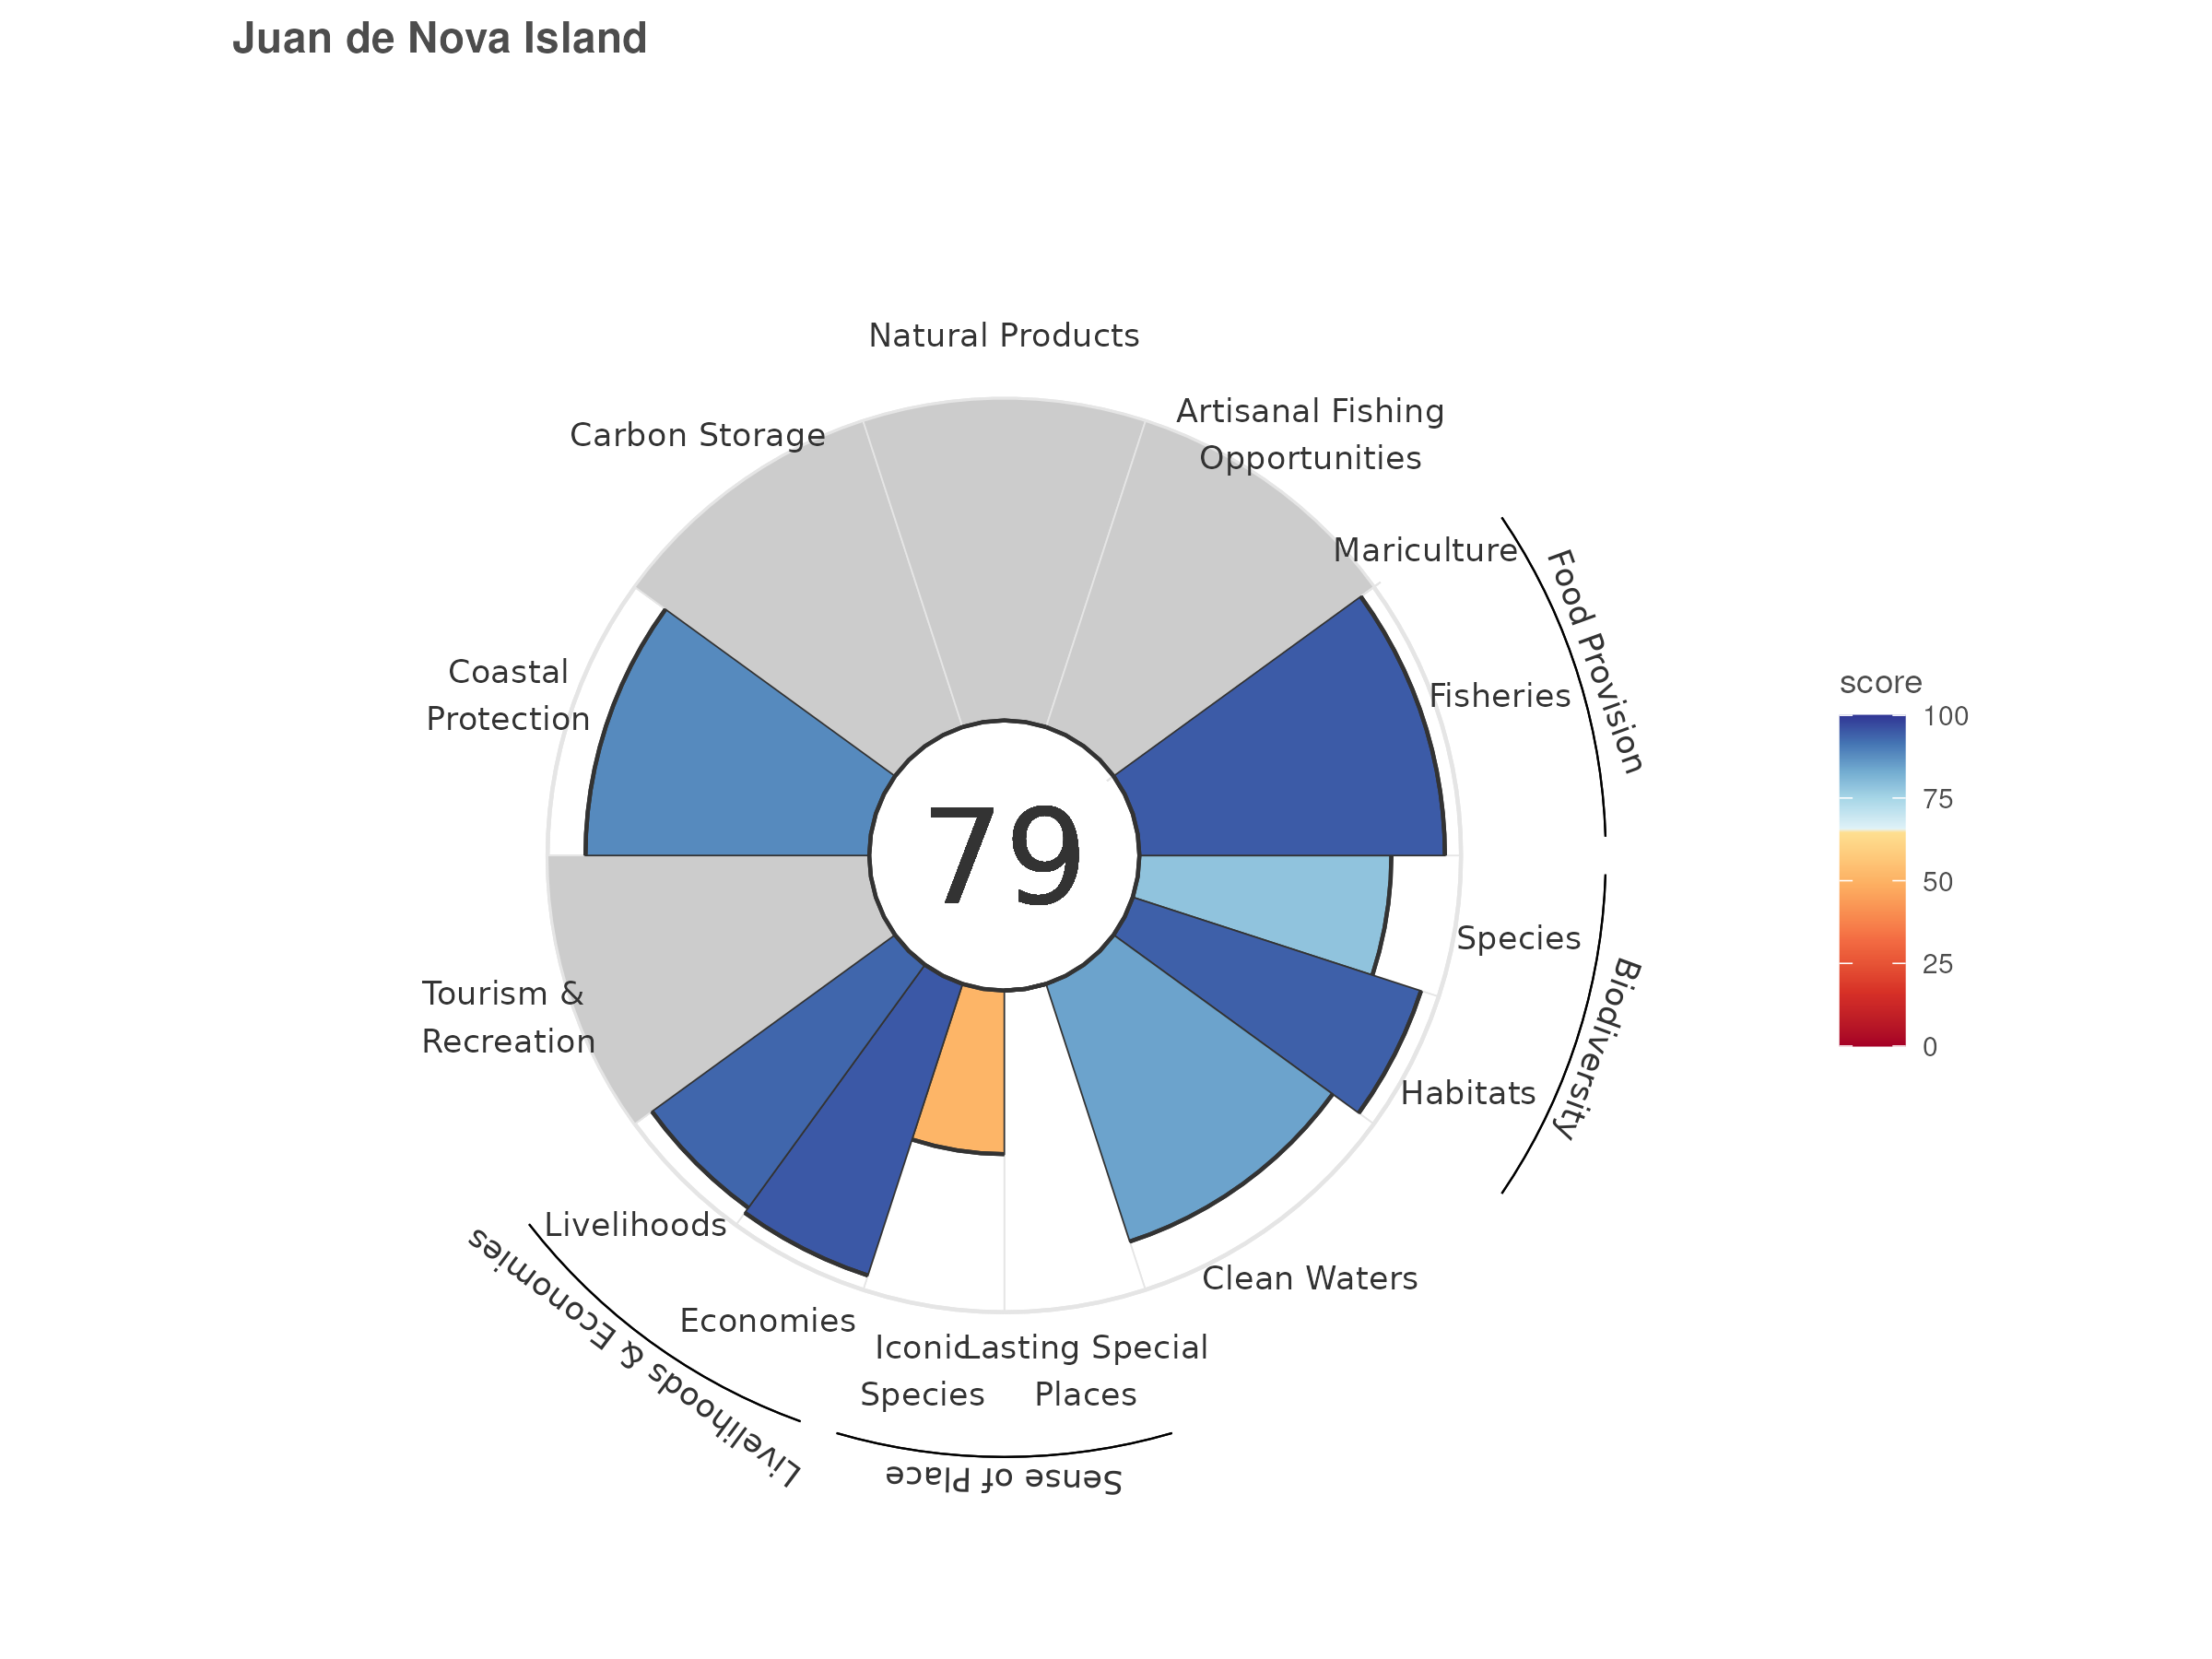 Juan de Nova Island
Natural Products
Artisanal Fishing
Opportunities
Carbon Storage
Mariculture
Food Provision
Fisheries
Coastal
Protection
score
100
75
50
25
0
79
Species
Biodiversity
Habitats
Tourism &
Recreation
Livelihoods
Livelihoods & Economies
Economies
Clean Waters
Iconic
Species
Lasting Special
Places
Sense of Place